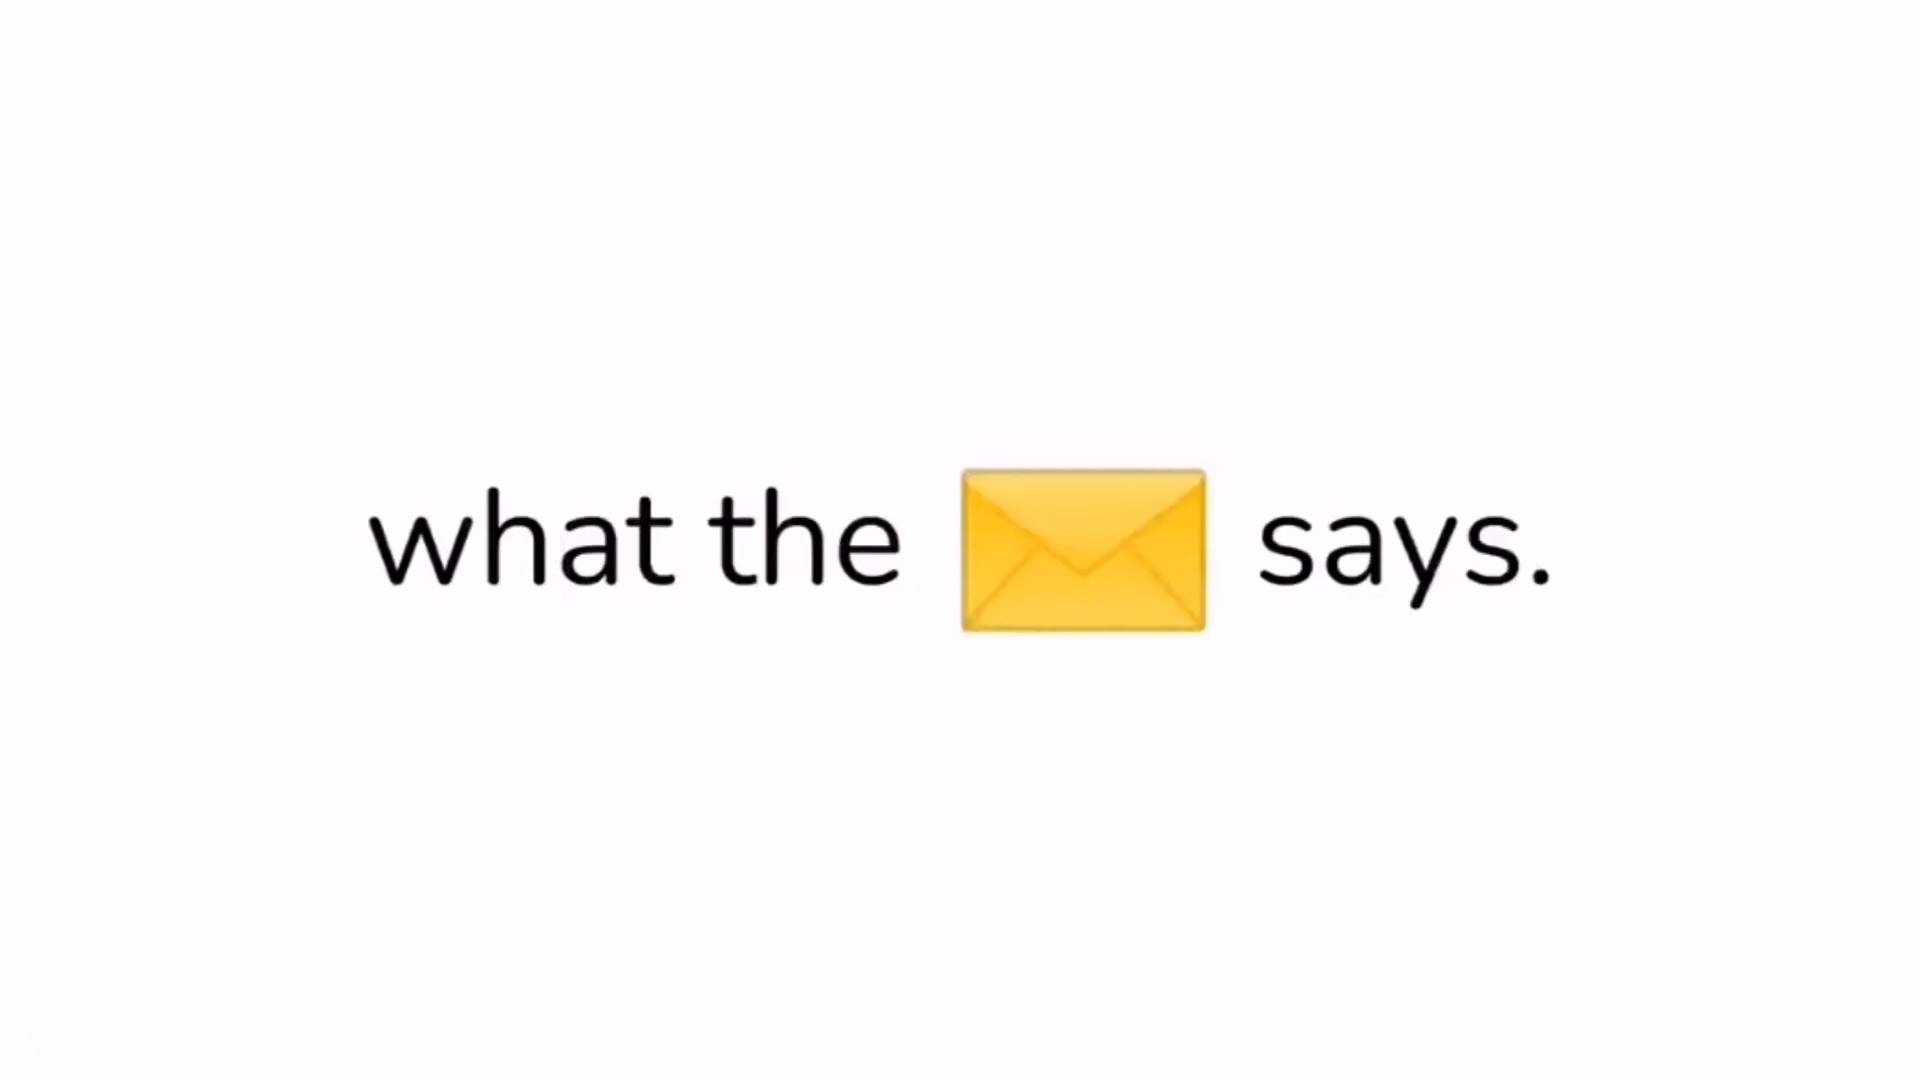 what the ✉️ says.